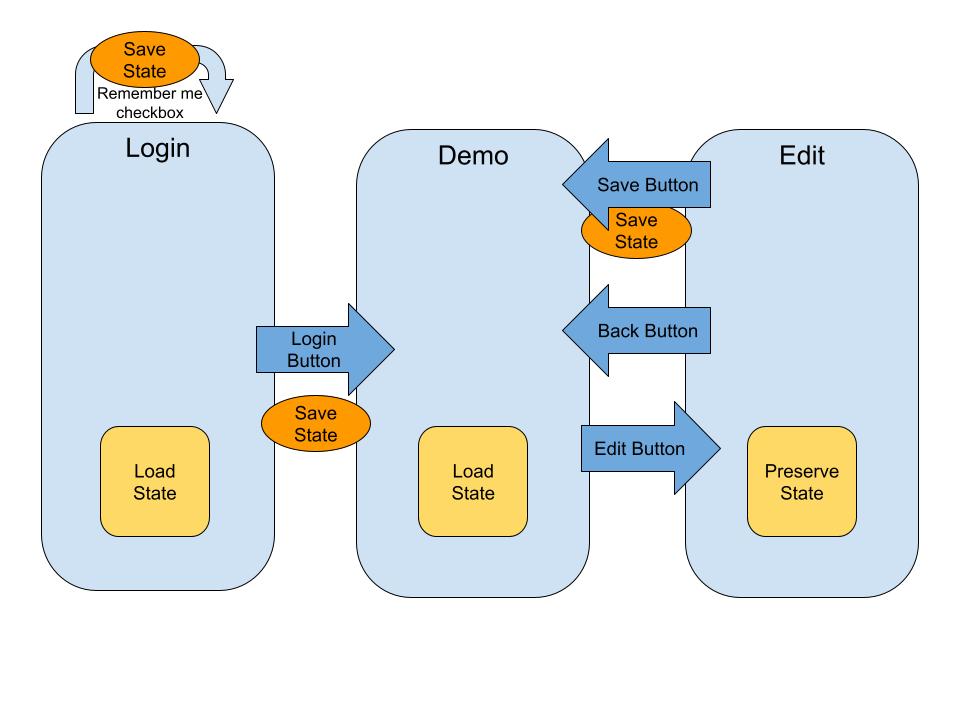 Save
State
Remember me
checkbox
Login
Demo
Edit
Save Button
Save
State
Login
Button
Back Button
Save
State
Edit Button
Load
State
Load
State
Preserve
State